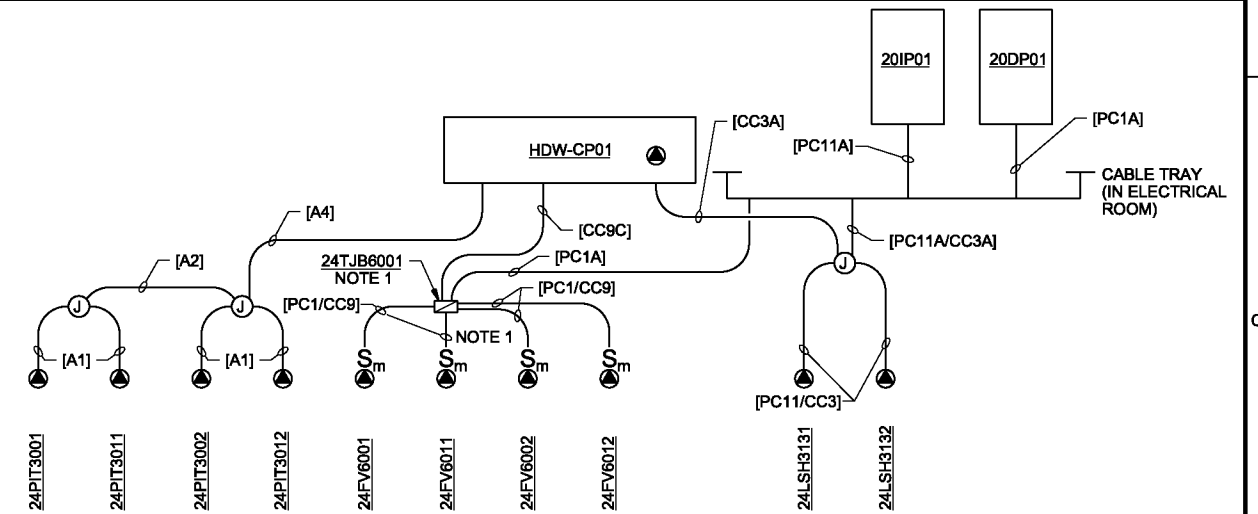 20IP01
20DP01
[CC3A]
[PC1A]
HDW-CP01
[PC11A]
CABLE TRAY
(IN ELECTRICAL
ROOM)
[A4]
[CC9C]
[PC11A/CC3A]
[A2]
24TJB6001
NOTE 1
[PC1A]
J
J
J
[PC1/CC9]
[PC1/CC9]
NOTE 1
[A1]
[A1]
Sm
Sm
Sm
Sm
[PC11/CC3]
24PIT3001
24PIT3011
24PIT3002
24PIT3012
24FV6001
24FV6011
24FV6002
24FV6012
24LSH3131
24LSH3132